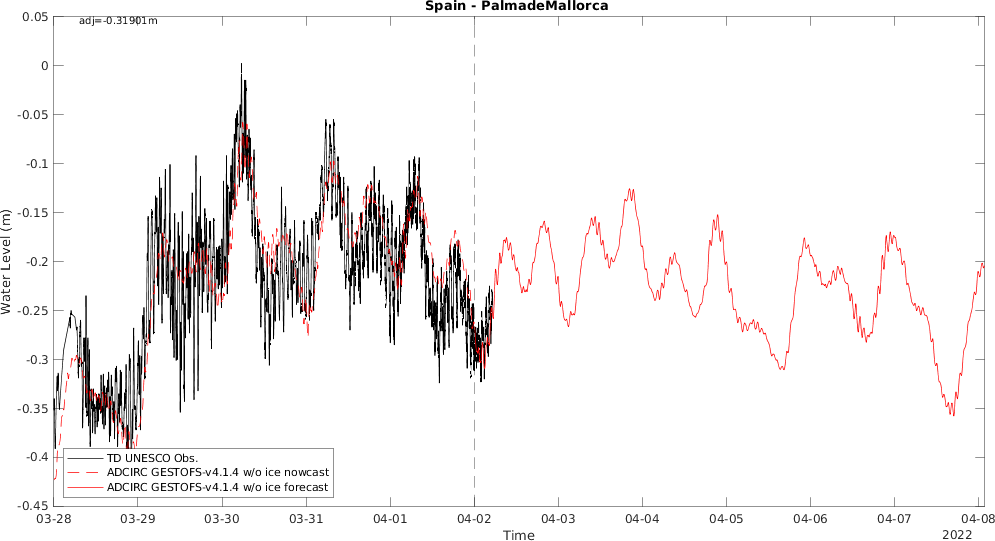 Spain - PalmadeMallorca
adj=-0.31901m
0.05
0
-0.05
-0.1
-0.15
-0.2
-0.25
-0.3
-0.35
-0.4
-0.45
Water Level (m)
TD UNESCO Obs.
ADCIRC GESTOFS-v4.1.4 w/o ice nowcast
ADCIRC GESTOFS-v4.1.4 w/o ice forecast
03-28 03-29 03-30 03-31 04-01 04-02 04-03 04-04 04-05 04-06 04-07 04-08
Time
2022